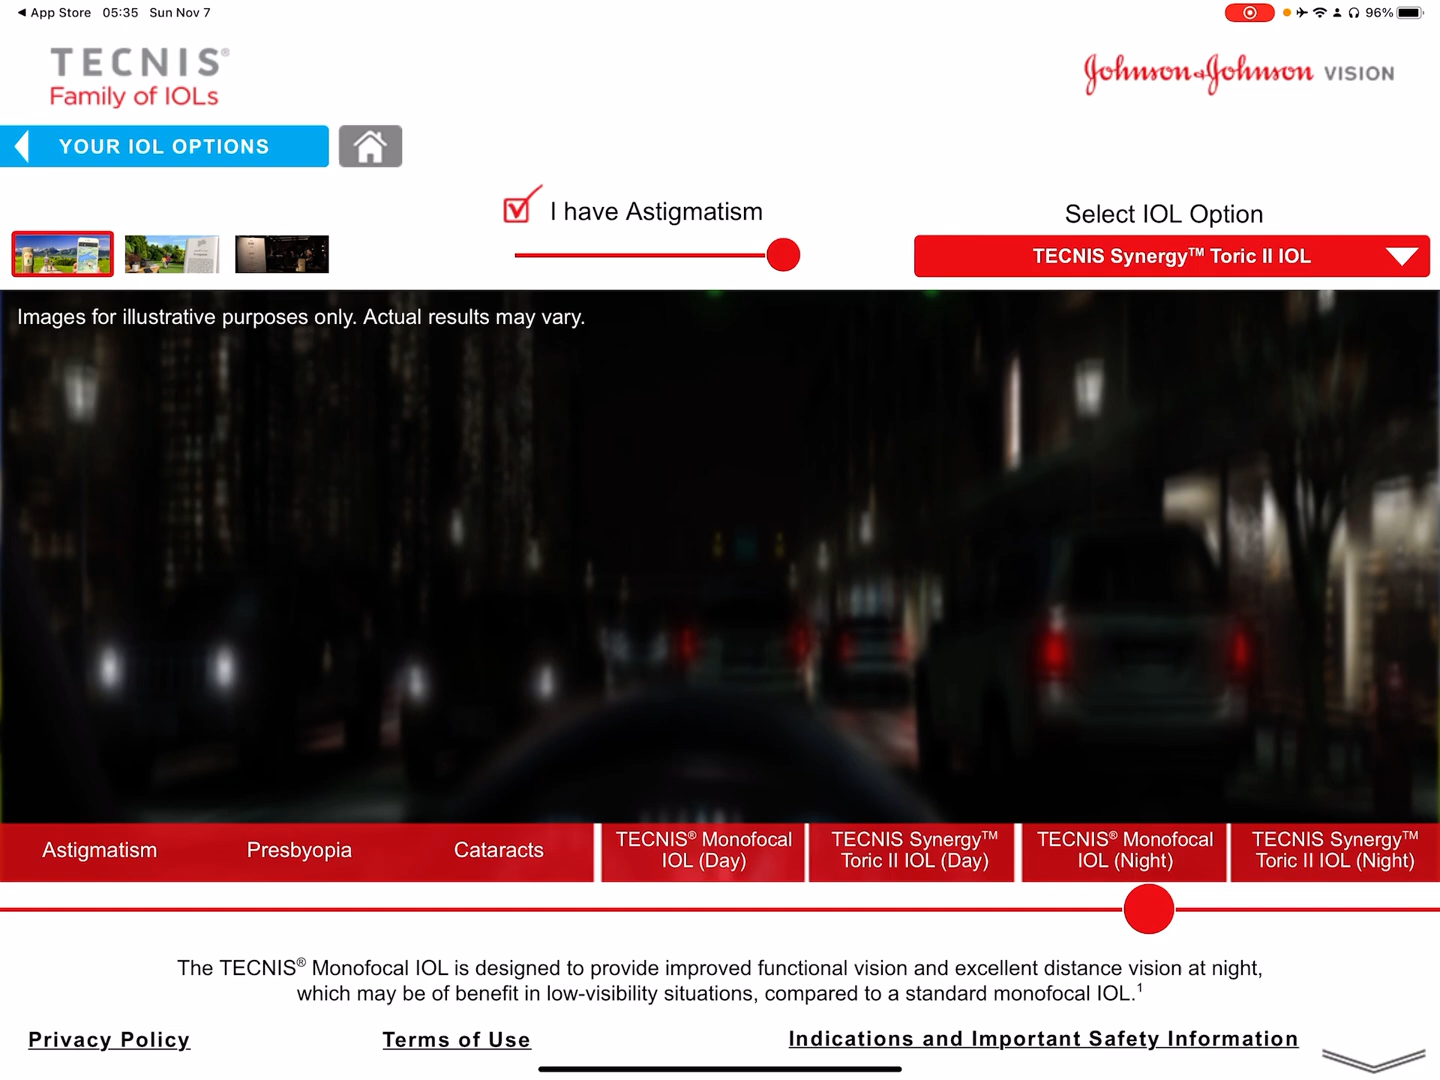 ◀ App Store 05:35 Sun Nov 7
96%
TECNIS®
Family of IOLs
Johnson & Johnson VISION
YOUR IOL OPTIONS
I have Astigmatism
Select IOL Option
TECNIS Synergy™ Toric II IOL
Images for illustrative purposes only. Actual results may vary.
Astigmatism
Presbyopia
Cataracts
TECNIS® Monofocal
IOL (Day)
TECNIS Synergy™
Toric II IOL (Day)
TECNIS® Monofocal
IOL (Night)
TECNIS Synergy™
Toric II IOL (Night)
The TECNIS® Monofocal IOL is designed to provide improved functional vision and excellent distance vision at night,
which may be of benefit in low-visibility situations, compared to a standard monofocal IOL.¹
Privacy Policy
Terms of Use
Indications and Important Safety Information